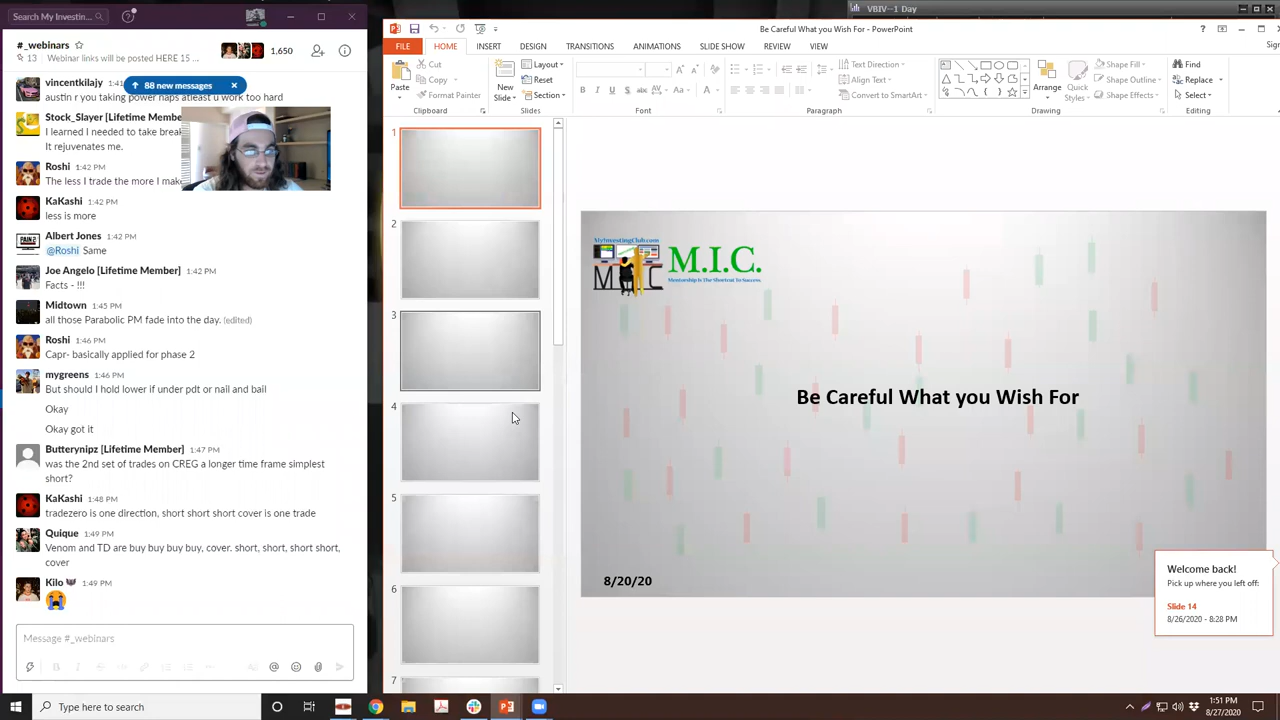 VBIV--1 Day
Search My Investin
#_webinars
13
Webinar links will be posted HERE 15
1,650
88 new messages
vincentkilajy
austin r you taking power naps atleast u work too hard
Stock_Slayer [Lifetime Membe
I learned I need to take brea
It rejuvenates me.
Roshi 1:42 PM
The less I trade the more I mak
KaKashi 1:42 PM
less is more
Albert Jones 1:42 PM
@Roshi Same
Joe Angelo [Lifetime Member] 1:42 PM
Facts - !!!
Midtown 1:45 PM
all those Parabolic PM fade into the day. (edited)
Roshi 1:46 PM
Capr- basically applied for phase 2
mygreens 1:46 PM
But should I hold lower if under pdt or nail and bail
Okay
Okay got it
Butterynipz [Lifetime Member] 1:47 PM
was the 2nd set of trades on CREG a longer time frame simplest
short?
KaKashi 1:48 PM
tradezero is one direction, short short short cover is one trade
Quique 1:49 PM
Venom and TD are buy buy buy buy, cover. short, short, short short,
cover
Kilo 1:49 PM
Message #_webinars
Be Careful What you Wish For - PowerPoint
FILE HOME INSERT DESIGN TRANSITIONS ANIMATIONS SLIDE SHOW REVIEW VIEW
Sign
Paste
Cut
Copy
Format Painter
Clipboard
New
Slide
Layout
Reset
Section
Slides
Font
Text Direction
Align Text
Convert to SmartArt
Paragraph
Arrange
Quick
Styles
Shape Fill
Shape Outline
Shape Effects
Drawing
Find
Replace
Select
Editing
1
2
3
4
5
6
7
MyInvestingClub.com
M.I.C.
Mentorship Is The Shortcut To Success
Be Careful What you Wish For
8/20/20
Welcome back!
Pick up where you left off:
Slide 14
8/26/2020 - 8:28 PM
Type here to search
1:51 PM
8/27/2020